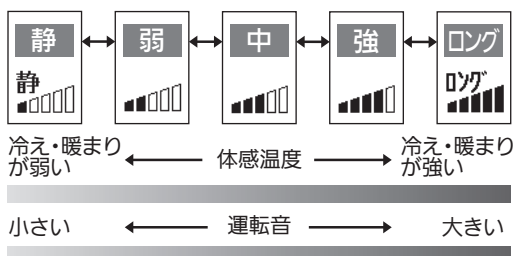 静 弱 中 強 ロング
静 ロング
冷え・暖まりが弱い 体感温度 冷え・暖まりが強い
小さい 運転音 大きい